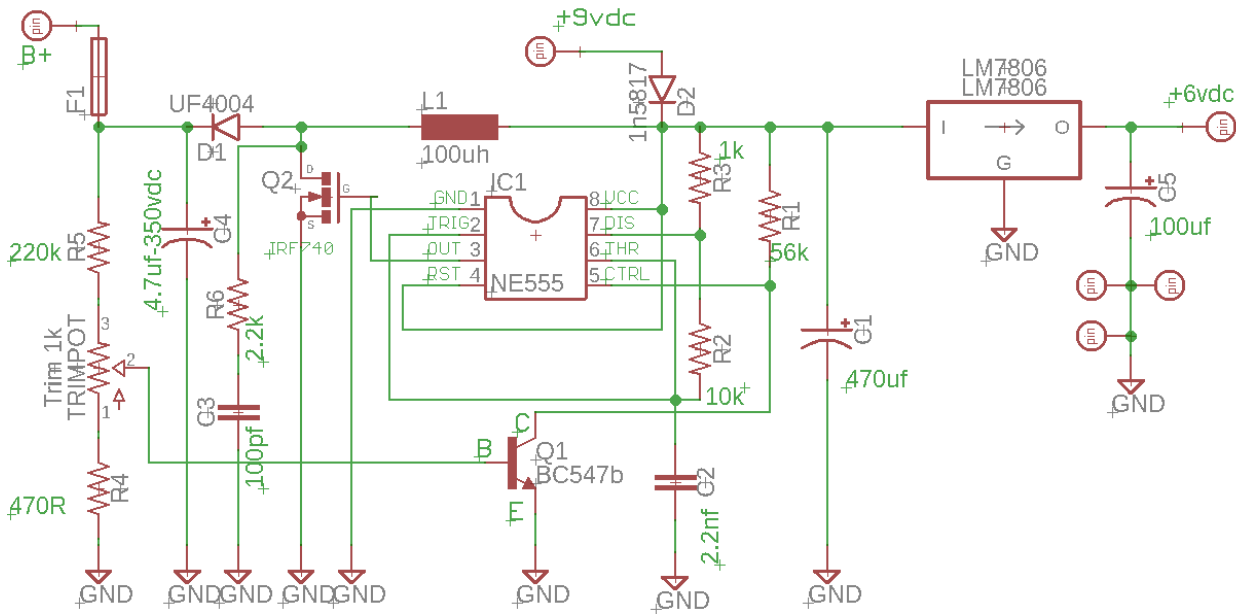 pin
B+
F1
UF4004
D1
L1
100uh
+9vdc
pin
1n5817
D2
LM7806
LM7806
I
O
G
GND
+6vdc
pin
C5
100uf
pin
pin
pin
GND
Q2
D
G
S
IRF740
IC1
GND 1
TRIG 2
OUT 3
RST 4
8 VCC
7 DIS
6 THR
5 CTRL
NE555
1k
R3
R1
56k
R2
10k
C1
470uf
220k
R5
4.7uf-350vdc
C4
R6
2.2k
Trim 1k
TRIMPOT
3
2
1
C3
100pf
470R
R4
B
C
E
Q1
BC547b
C2
2.2nf
GND
GND
GND
GND
GND
GND
GND
GND